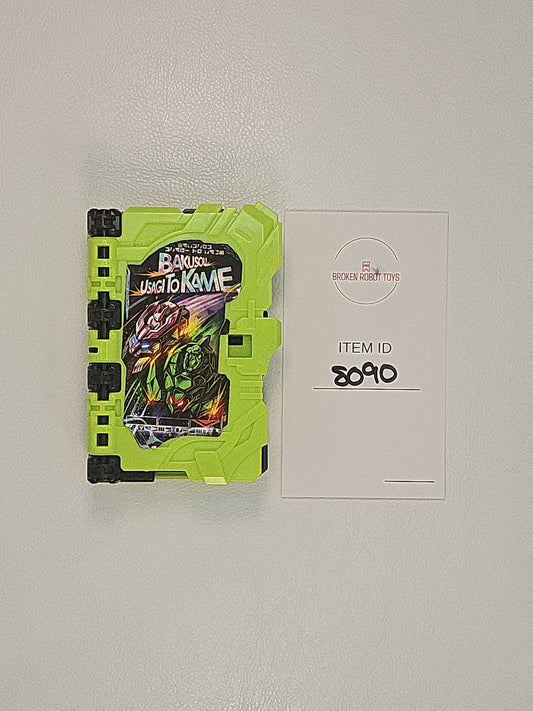 BAKUSOU
USAGI TO KAME
BROKEN ROBOT TOYS
ITEM ID
8090